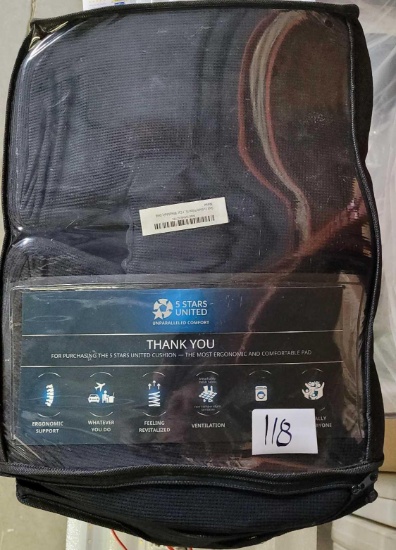 5 STARS
UNITED
UNPARALLELED COMFORT
THANK YOU
FOR PURCHASING THE 5 STARS UNITED CUSHION — THE MOST ERGONOMIC AND COMFORTABLE PAD
ERGONOMIC
SUPPORT
WHATEVER
YOU DO
FEELING
REVITALIZED
VENTILATION
118